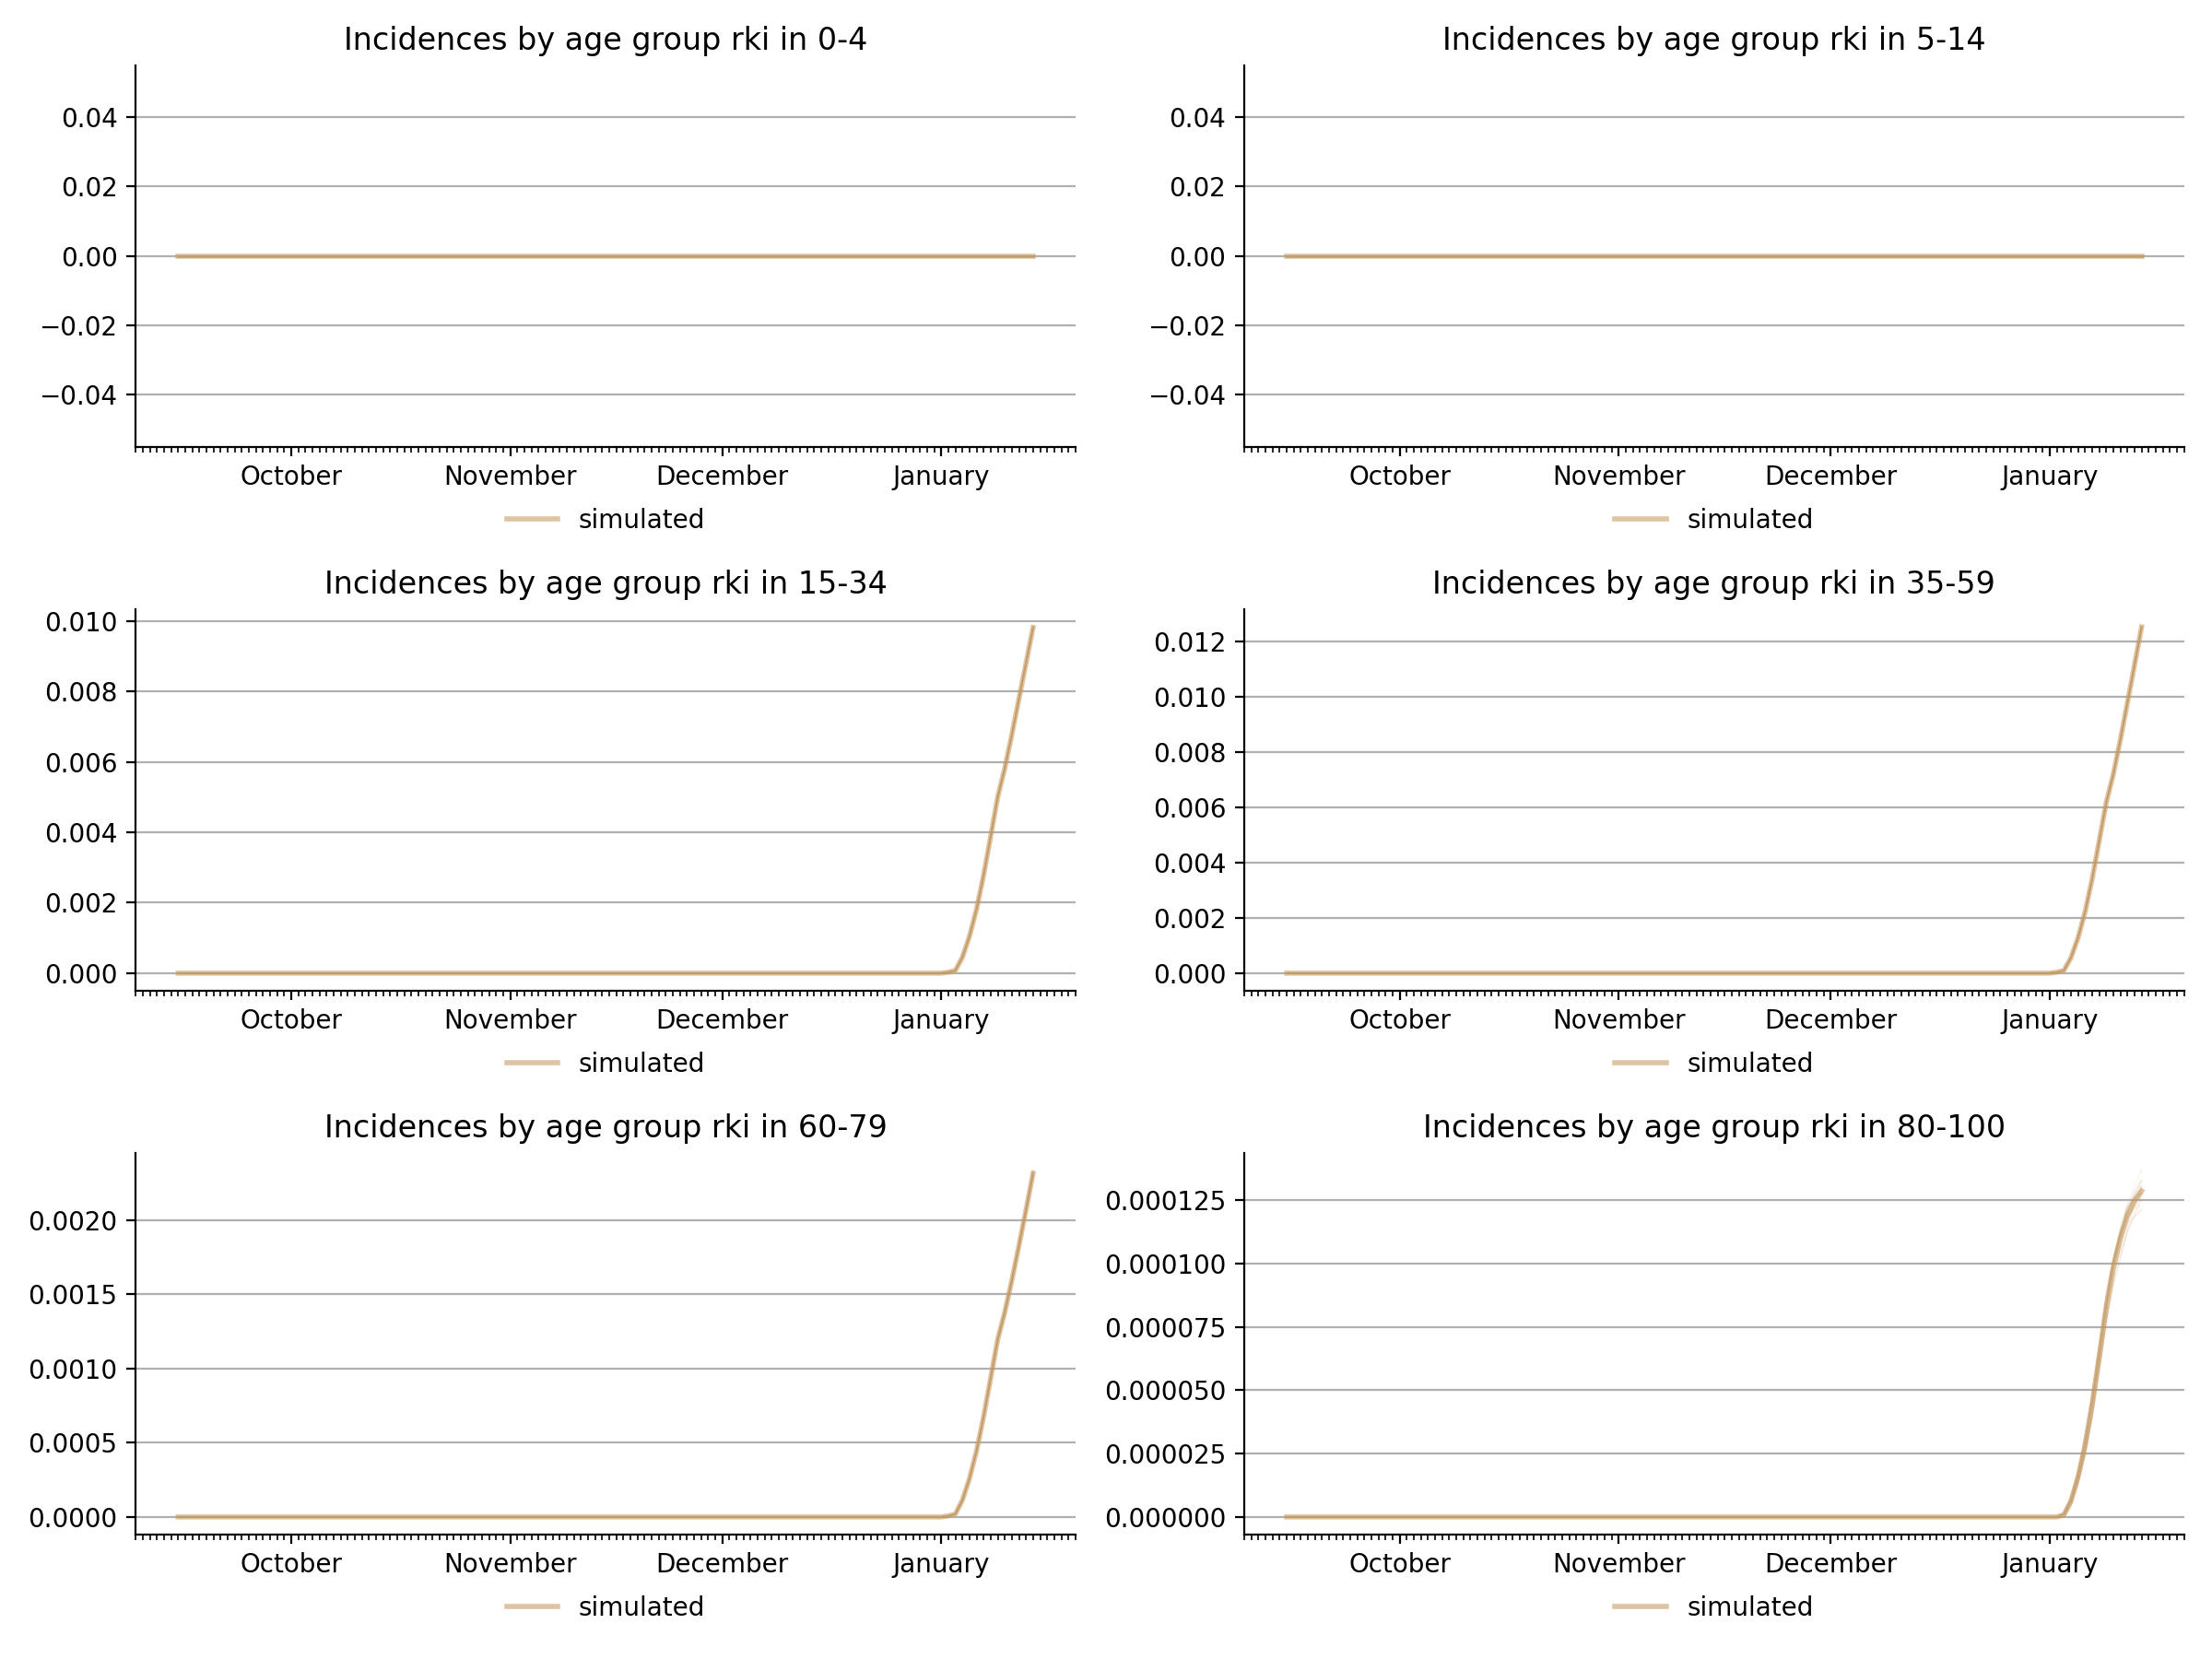 Incidences by age group rki in 0-4
0.04
0.02
0.00
−0.02
−0.04
October November December January
simulated
Incidences by age group rki in 5-14
0.04
0.02
0.00
−0.02
−0.04
October November December January
simulated
Incidences by age group rki in 15-34
0.010
0.008
0.006
0.004
0.002
0.000
October November December January
simulated
Incidences by age group rki in 35-59
0.012
0.010
0.008
0.006
0.004
0.002
0.000
October November December January
simulated
Incidences by age group rki in 60-79
0.0020
0.0015
0.0010
0.0005
0.0000
October November December January
simulated
Incidences by age group rki in 80-100
0.000125
0.000100
0.000075
0.000050
0.000025
0.000000
October November December January
simulated